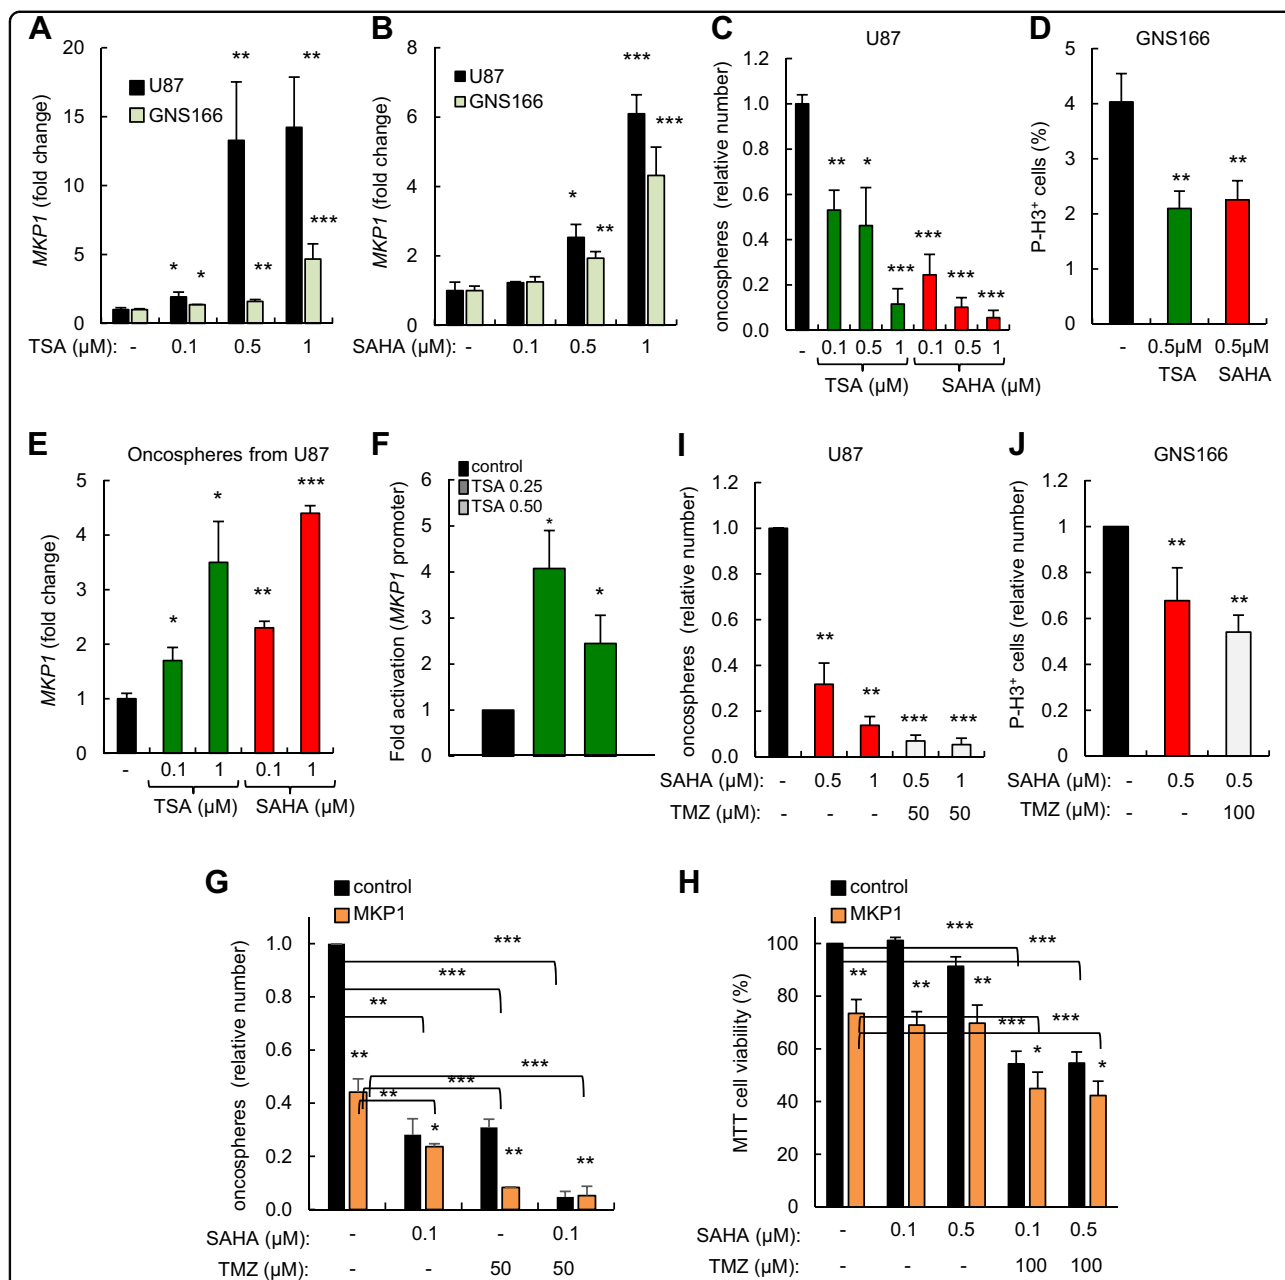 A
20
15
10
5
0
MKP1 (fold change)
U87
GNS166
** **
* * ** ***
TSA (µM): - 0.1 0.5 1
B
8
6
4
2
0
MKP1 (fold change)
U87
GNS166
***
***
* **
SAHA (µM): - 0.1 0.5 1
C
U87
1.2
1.0
0.8
0.6
0.4
0.2
0.0
oncospheres (relative number)
** * *** *** *** ***
- 0.1 0.5 1 0.1 0.5 1
TSA (µM) SAHA (µM)
D
GNS166
5
4
3
2
1
0
P-H3+ cells (%)
** **
- 0.5µM 0.5µM
TSA SAHA
E
Oncospheres from U87
5
4
3
2
1
0
MKP1 (fold change)
* * ** ***
- 0.1 1 0.1 1
TSA (µM) SAHA (µM)
F
control
TSA 0.25
TSA 0.50
6
5
4
3
2
1
0
Fold activation (MKP1 promoter)
* *
I
U87
1.2
1.0
0.8
0.6
0.4
0.2
0.0
oncospheres (relative number)
** ** *** ***
SAHA (µM): - 0.5 1 0.5 1
TMZ (µM): - - - 50 50
J
GNS166
1.2
1
0.8
0.6
0.4
0.2
0
P-H3+ cells (relative number)
** **
SAHA (µM): - 0.5 0.5
TMZ (µM): - - 100
G
control
MKP1
1.0
0.8
0.6
0.4
0.2
0.0
oncospheres (relative number)
***
***
**
**
***
***
**
*
** **
SAHA (µM): - 0.1 - 0.1
TMZ (µM): - - 50 50
H
control
MKP1
100
80
60
40
20
0
MTT cell viability (%)
*** ***
** ** **
*** ***
* *
SAHA (µM): - 0.1 0.5 0.1 0.5
TMZ (µM): - - - 100 100